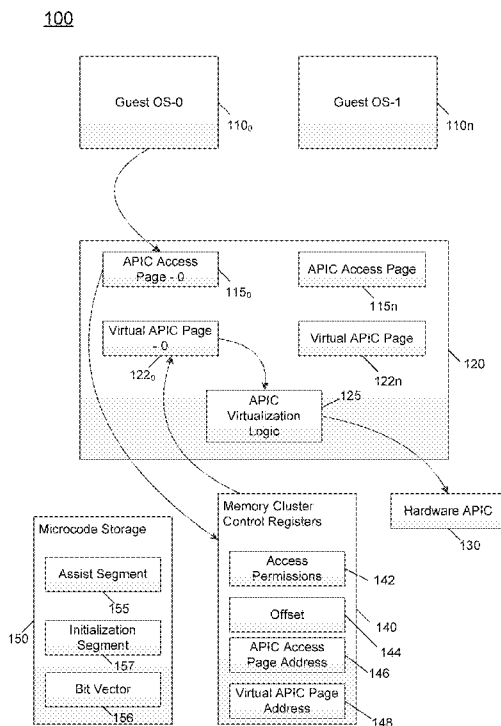 100
Guest OS-0
Guest OS-1
110₀
110n
APIC Access
Page - 0
APIC Access Page
115₀
115n
Virtual APIC Page
- 0
Virtual APIC Page
120
122₀
122n
125
APIC
Virtualization
Logic
Microcode Storage
Memory Cluster
Control Registers
Hardware APIC
130
Assist Segment
Access
Permissions
155
142
150
Initialization
Segment
Offset
140
144
157
APIC Access
Page Address
146
Bit Vector
Virtual APIC Page
Address
156
148